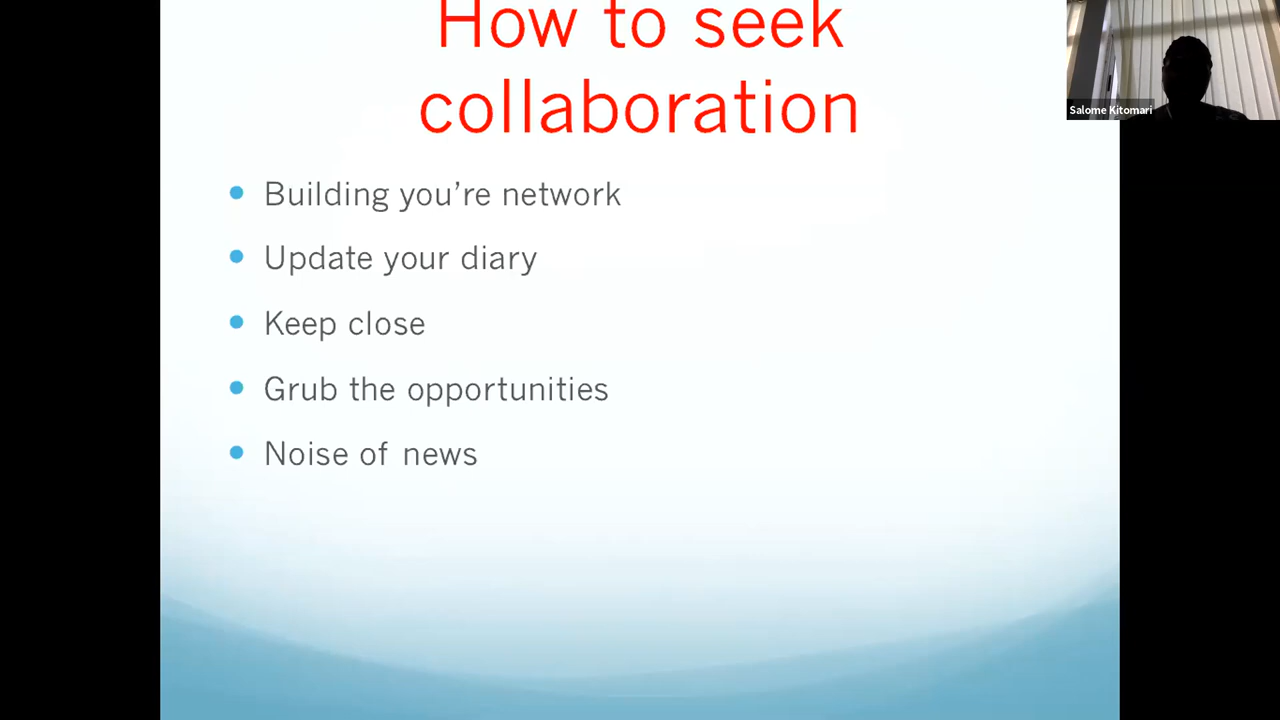 How to seek
collaboration
Salome Kitomari
• Building you’re network
• Update your diary
• Keep close
• Grub the opportunities
• Noise of news